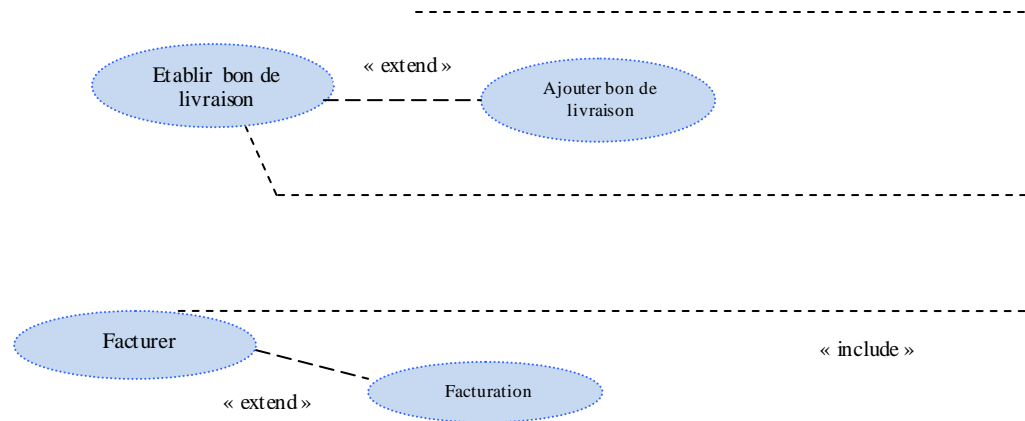 Etablir bon de
livraison
« extend »
Ajouter bon de
livraison
Facturer
« include »
Facturation
« extend »